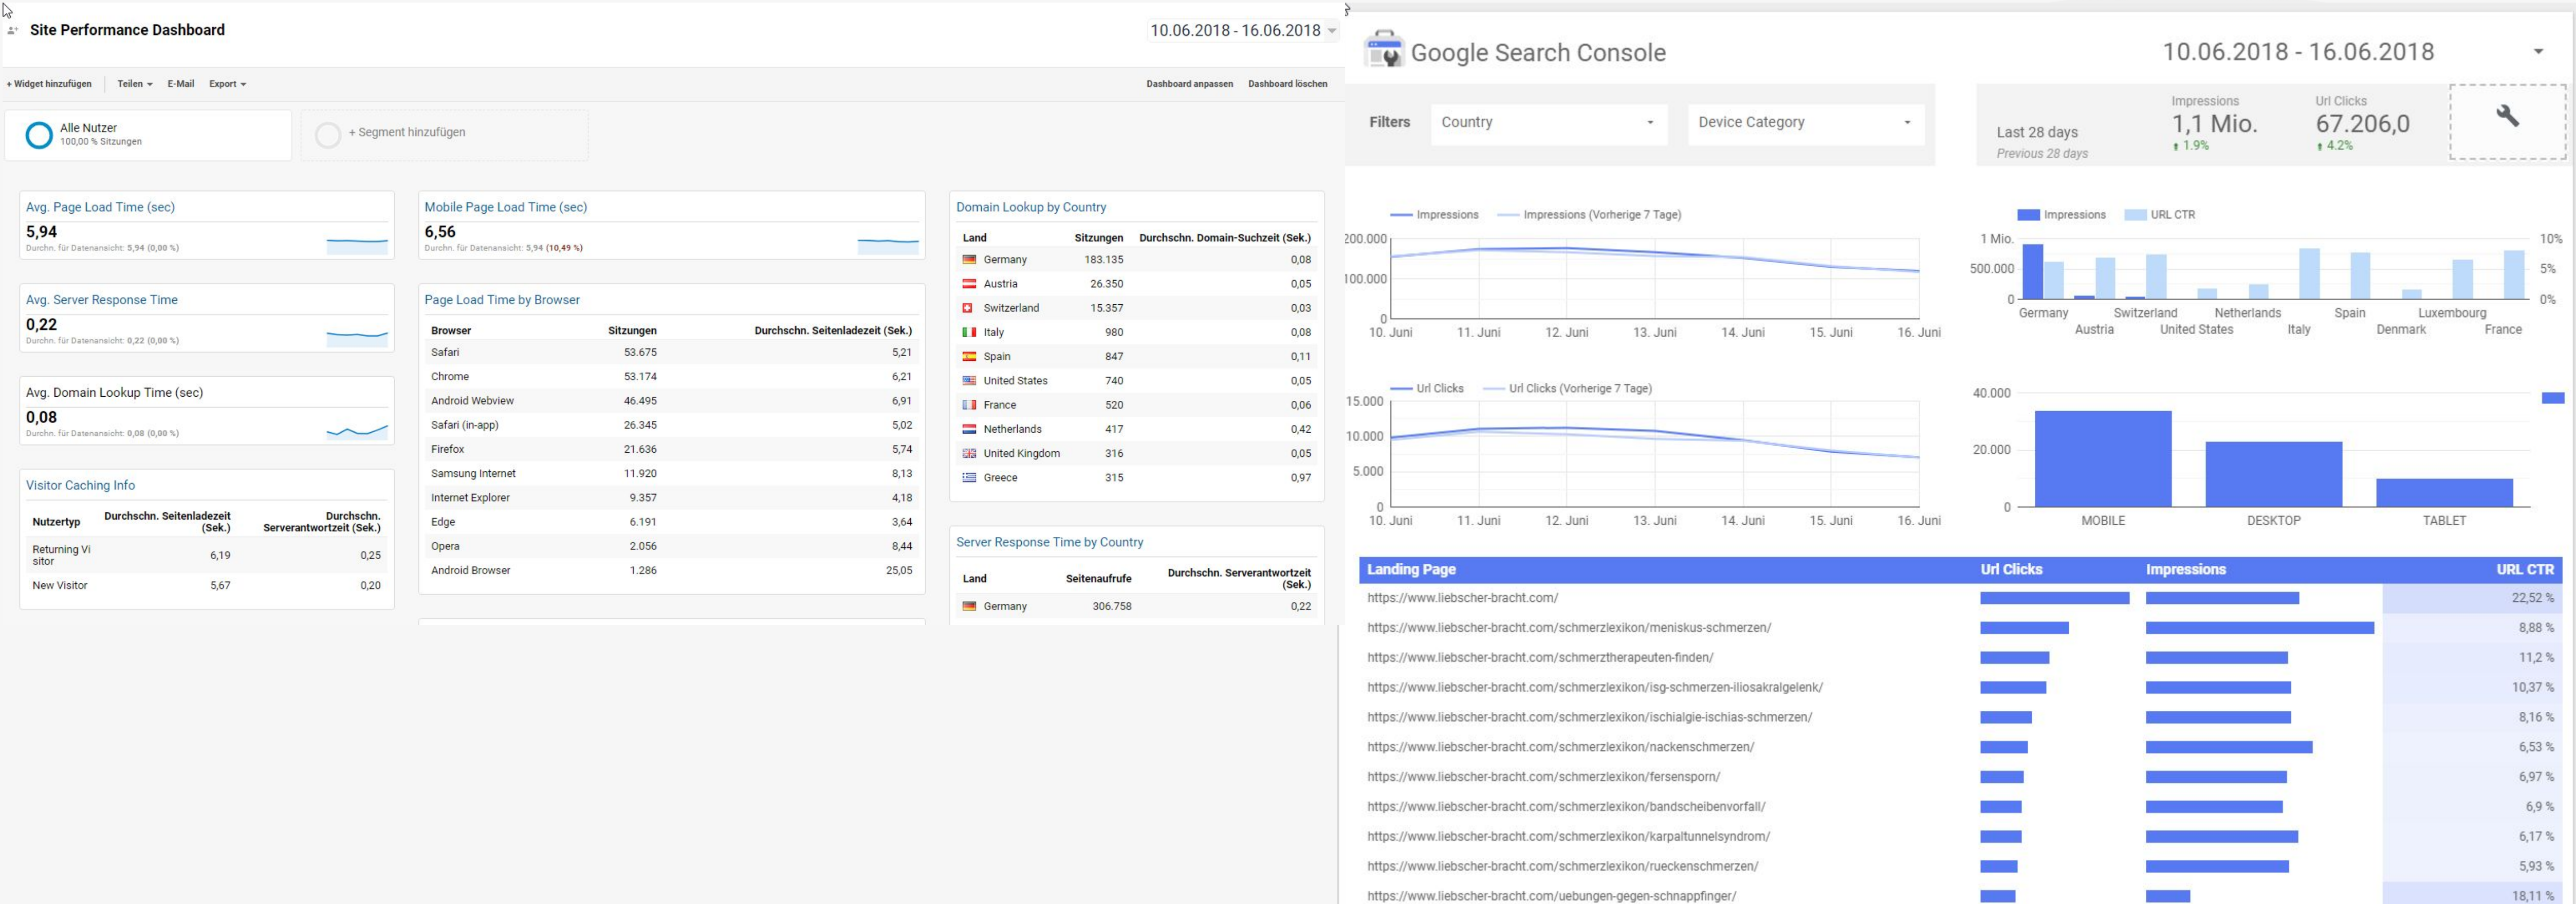 Site Performance Dashboard
10.06.2018 - 16.06.2018
+ Widget hinzufügen Teilen E-Mail Export
Dashboard anpassen Dashboard löschen
Alle Nutzer
100,00 % Sitzungen
+ Segment hinzufügen
Avg. Page Load Time (sec)
5,94
Durchn. für Datenansicht: 5,94 (0,00 %)
Avg. Server Response Time
0,22
Durchn. für Datenansicht: 0,22 (0,00 %)
Avg. Domain Lookup Time (sec)
0,08
Durchn. für Datenansicht: 0,08 (0,00 %)
Visitor Caching Info
Nutzertyp Durchschn. Seitenladezeit (Sek.) Durchschn. Serverantwortzeit (Sek.)
Returning Vi
sitor 6,19 0,25
New Visitor 5,67 0,20
Mobile Page Load Time (sec)
6,56
Durchn. für Datenansicht: 5,94 (10,49 %)
Page Load Time by Browser
Browser Sitzungen Durchschn. Seitenladezeit (Sek.)
Safari 53.675 5,21
Chrome 53.174 6,21
Android Webview 46.495 6,91
Safari (in-app) 26.345 5,02
Firefox 21.636 5,74
Samsung Internet 11.920 8,13
Internet Explorer 9.357 4,18
Edge 6.191 3,64
Opera 2.056 8,44
Android Browser 1.286 25,05
Domain Lookup by Country
Land Sitzungen Durchschn. Domain-Suchzeit (Sek.)
Germany 183.135 0,08
Austria 26.350 0,05
Switzerland 15.357 0,03
Italy 980 0,08
Spain 847 0,11
United States 740 0,05
France 520 0,06
Netherlands 417 0,42
United Kingdom 316 0,05
Greece 315 0,97
Server Response Time by Country
Land Seitenaufrufe Durchschn. Serverantwortzeit (Sek.)
Germany 306.758 0,22
Google Search Console
10.06.2018 - 16.06.2018
Filters Country Device Category
Last 28 days
Previous 28 days
Impressions
1,1 Mio.
1.9%
Url Clicks
67.206,0
4.2%
Impressions Impressions (Vorherige 7 Tage)
200.000
100.000
0
10. Juni 11. Juni 12. Juni 13. Juni 14. Juni 15. Juni 16. Juni
Impressions URL CTR
1 Mio. 10%
500.000 5%
0 0%
Germany Switzerland Netherlands Spain Luxembourg
Austria United States Italy Denmark France
Url Clicks Url Clicks (Vorherige 7 Tage)
15.000
10.000
5.000
0
10. Juni 11. Juni 12. Juni 13. Juni 14. Juni 15. Juni 16. Juni
40.000
20.000
0
MOBILE DESKTOP TABLET
Landing Page Url Clicks Impressions URL CTR
https://www.liebscher-bracht.com/ 22,52 %
https://www.liebscher-bracht.com/schmerzlexikon/meniskus-schmerzen/ 8,88 %
https://www.liebscher-bracht.com/schmerztherapeuten-finden/ 11,2 %
https://www.liebscher-bracht.com/schmerzlexikon/isg-schmerzen-iliosakralgelenk/ 10,37 %
https://www.liebscher-bracht.com/schmerzlexikon/ischialgie-ischias-schmerzen/ 8,16 %
https://www.liebscher-bracht.com/schmerzlexikon/nackenschmerzen/ 6,53 %
https://www.liebscher-bracht.com/schmerzlexikon/fersensporn/ 6,97 %
https://www.liebscher-bracht.com/schmerzlexikon/bandscheibenvorfall/ 6,9 %
https://www.liebscher-bracht.com/schmerzlexikon/karpaltunnelsyndrom/ 6,17 %
https://www.liebscher-bracht.com/schmerzlexikon/rueckenschmerzen/ 5,93 %
https://www.liebscher-bracht.com/uebungen-gegen-schnappfinger/ 18,11 %